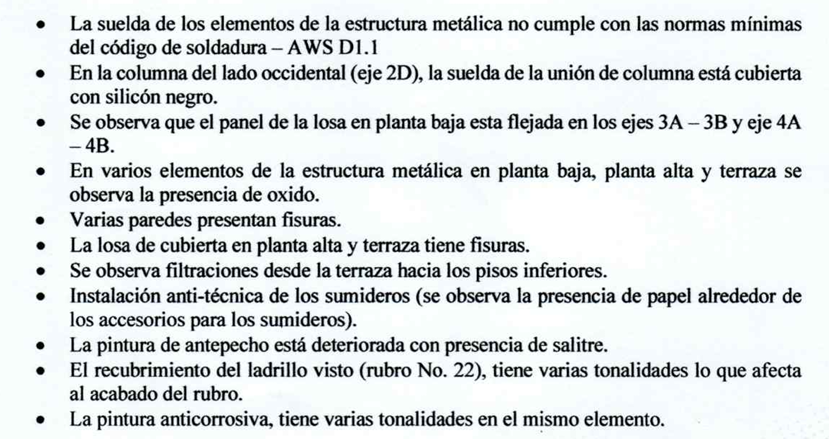 • La suelda de los elementos de la estructura metálica no cumple con las normas mínimas
del código de soldadura – AWS D1.1
• En la columna del lado occidental (eje 2D), la suelda de la unión de columna está cubierta
con silicón negro.
• Se observa que el panel de la losa en planta baja esta flejada en los ejes 3A – 3B y eje 4A
– 4B.
• En varios elementos de la estructura metálica en planta baja, planta alta y terraza se
observa la presencia de oxido.
• Varias paredes presentan fisuras.
• La losa de cubierta en planta alta y terraza tiene fisuras.
• Se observa filtraciones desde la terraza hacia los pisos inferiores.
• Instalación anti-técnica de los sumideros (se observa la presencia de papel alrededor de
los accesorios para los sumideros).
• La pintura de antepecho está deteriorada con presencia de salitre.
• El recubrimiento del ladrillo visto (rubro No. 22), tiene varias tonalidades lo que afecta
al acabado del rubro.
• La pintura anticorrosiva, tiene varias tonalidades en el mismo elemento.